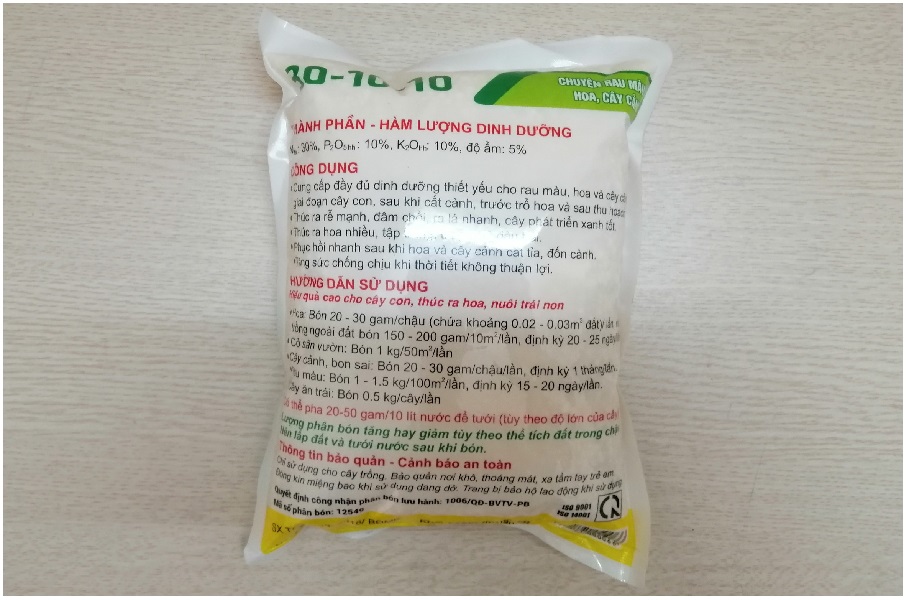 30-10-10
CHUYÊN RAU MÀU
HOA, CÂY CẢNH
THÀNH PHẦN - HÀM LƯỢNG DINH DƯỠNG
Nts: 30%, P₂O₅hh: 10%, K₂Ohh: 10%, độ ẩm: 5%
CÔNG DỤNG
• Cung cấp đầy đủ dinh dưỡng thiết yếu cho rau màu, hoa và cây
giai đoạn cây con, sau khi cắt cành, trước trổ hoa và sau thu hoạch
• Thúc ra rễ mạnh, đâm chồi, ra lá nhanh, cây phát triển xanh tốt.
• Thúc ra hoa nhiều, tập
• Phục hồi nhanh sau khi hoa và cây cảnh cắt tỉa, đốn cành.
• Tăng sức chống chịu khi thời tiết không thuận lợi.
HƯỚNG DẪN SỬ DỤNG
Hiệu quả cao cho cây con, thúc ra hoa, nuôi trái non
• Hoa: Bón 20 - 30 gam/chậu (chứa khoảng 0.02 - 0.03m³ đất)/lần
trồng ngoài đất bón 150 - 200 gam/10m²/lần, định kỳ 20 - 25 ngày/
• Cỏ sân vườn: Bón 1 kg/50m²/lần
• Cây cảnh, bon sai: Bón 20 - 30 gam/chậu/lần, định kỳ 1 tháng/lần.
• Rau màu: Bón 1 - 1.5 kg/100m²/lần, định kỳ 15 - 20 ngày/lần.
Cây ăn trái: Bón 0.5 kg/cây/lần
Có thể pha 20-50 gam/10 lít nước để tưới (tùy theo độ lớn của cây
Lượng phân bón tăng hay giảm tùy theo thể tích đất trong
Nên lấp đất và tưới nước sau khi bón.
Thông tin bảo quản - Cảnh báo an toàn
Chỉ sử dụng cho cây trồng. Bảo quản nơi khô, thoáng mát, xa tầm tay trẻ em.
Đóng kín miệng bao khi sử dụng dang dở. Trang bị bảo hộ lao động khi sử dụng
Quyết định công nhận phân bón lưu hành: 1006/QĐ-BVTV-PB
Mã số phân bón: 12549
ISO 9001
ISO 14001
SX